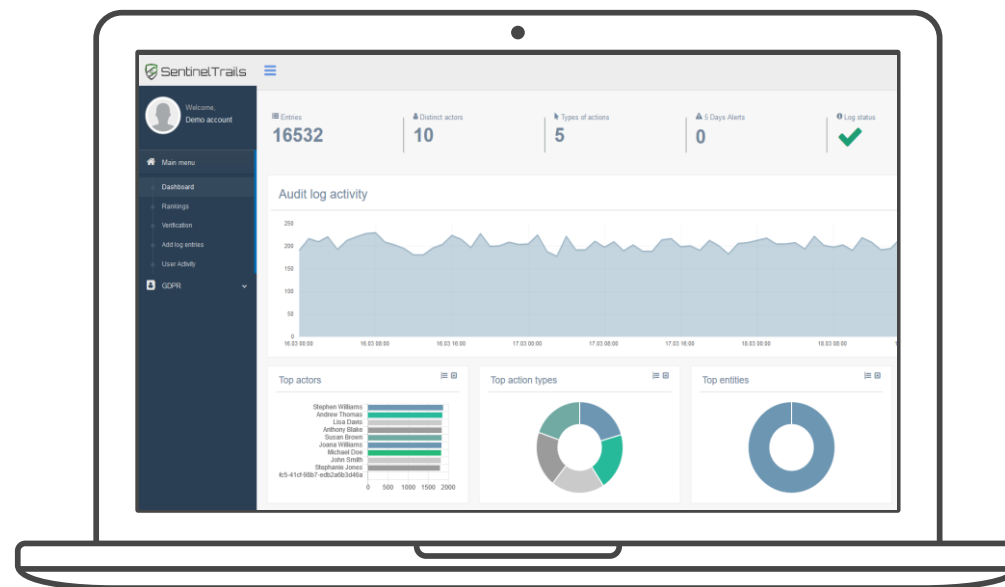 SentinelTrails
Welcome,
Demo account
Main menu
Dashboard
Rankings
Verification
Add log entries
User Activity
GDPR
Entries
16532
Distinct actors
10
Types of actions
5
5 Days Alerts
0
Log status
Audit log activity
250
200
150
100
50
0
16.03 00:00 16.03 08:00 16.03 16:00 17.03 00:00 17.03 08:00 17.03 16:00 18.03 00:00 18.03 08:00
Top actors
Stephen Williams
Andrew Thomas
Lisa Davis
Anthony Blake
Susan Brown
Joana Williams
Michael Doe
John Smith
Stephanie Jones
0 500 1000 1500 2000
Top action types
Top entities